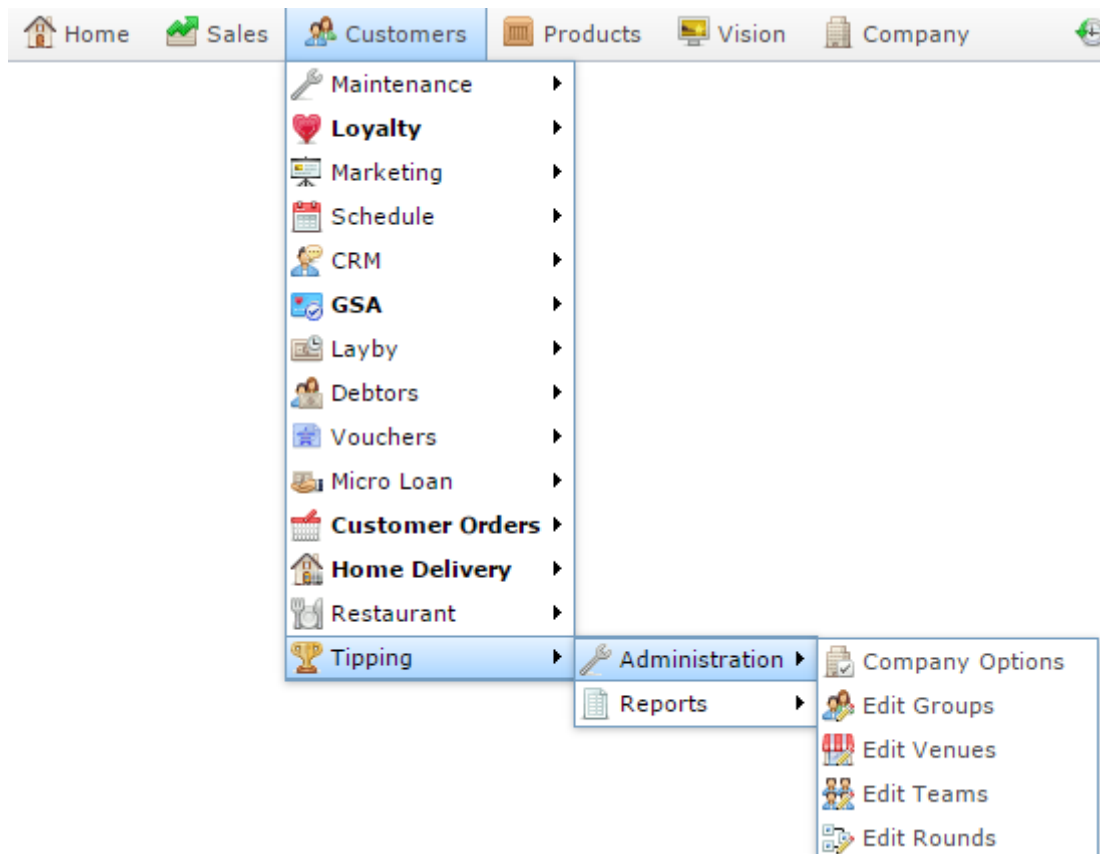 Home Sales Customers Products Vision Company
Maintenance
Loyalty
Marketing
Schedule
CRM
GSA
Layby
Debtors
Vouchers
Micro Loan
Customer Orders
Home Delivery
Restaurant
Tipping
Administration
Reports
Company Options
Edit Groups
Edit Venues
Edit Teams
Edit Rounds